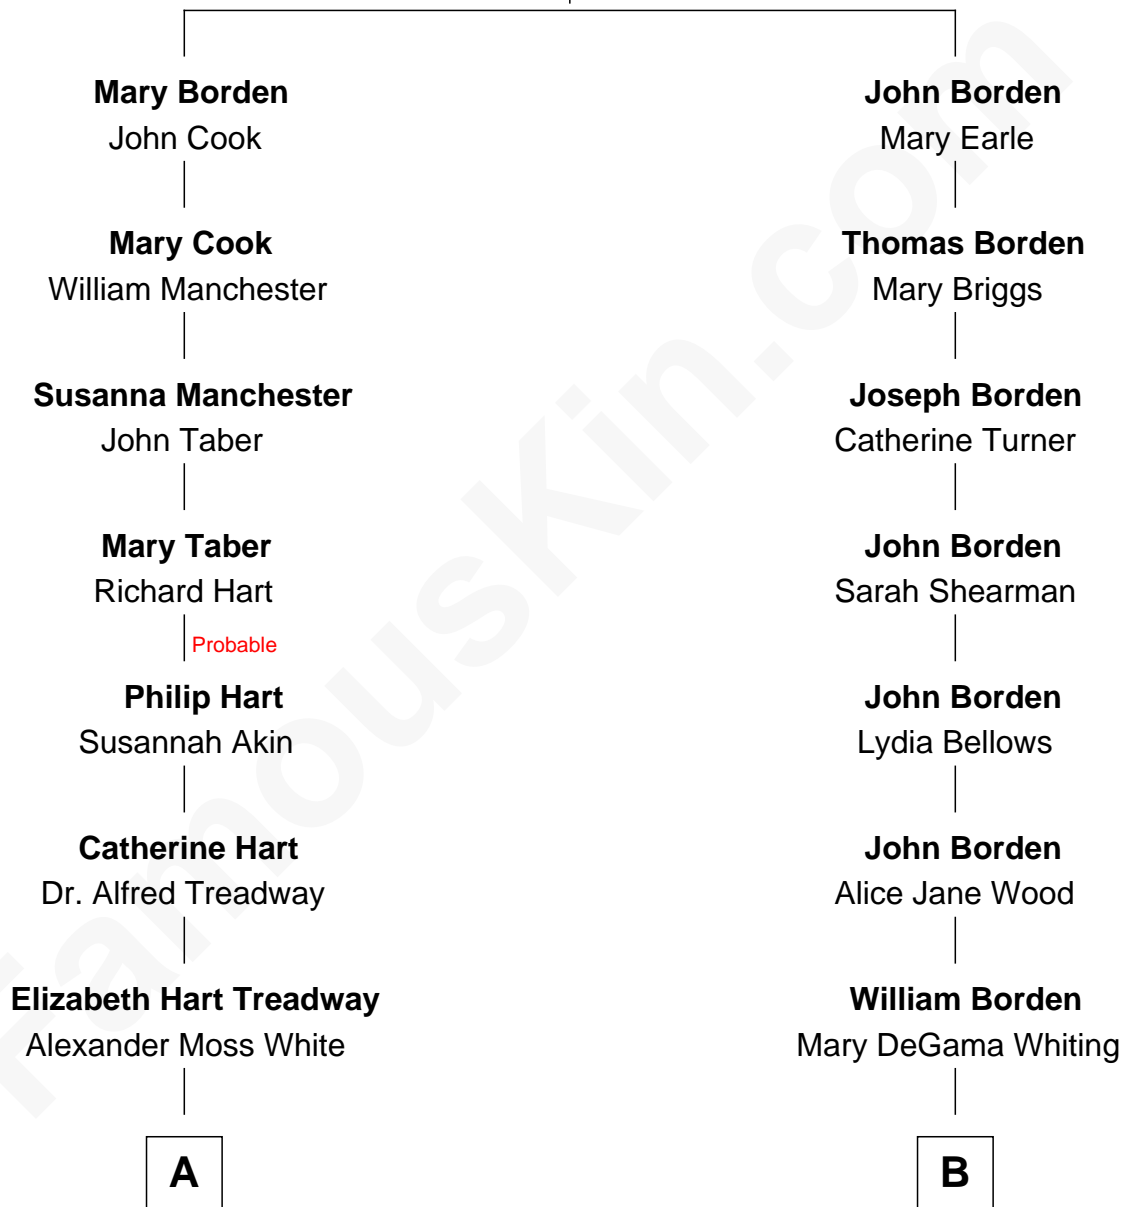 Mary Borden
John Cook
Mary Cook
William Manchester
Susanna Manchester
John Taber
Mary Taber
Richard Hart
Probable
Philip Hart
Susannah Akin
Catherine Hart
Dr. Alfred Treadway
Elizabeth Hart Treadway
Alexander Moss White
A
John Borden
Mary Earle
Thomas Borden
Mary Briggs
Joseph Borden
Catherine Turner
John Borden
Sarah Shearman
John Borden
Lydia Bellows
John Borden
Alice Jane Wood
William Borden
Mary DeGama Whiting
B
FamousKin.com